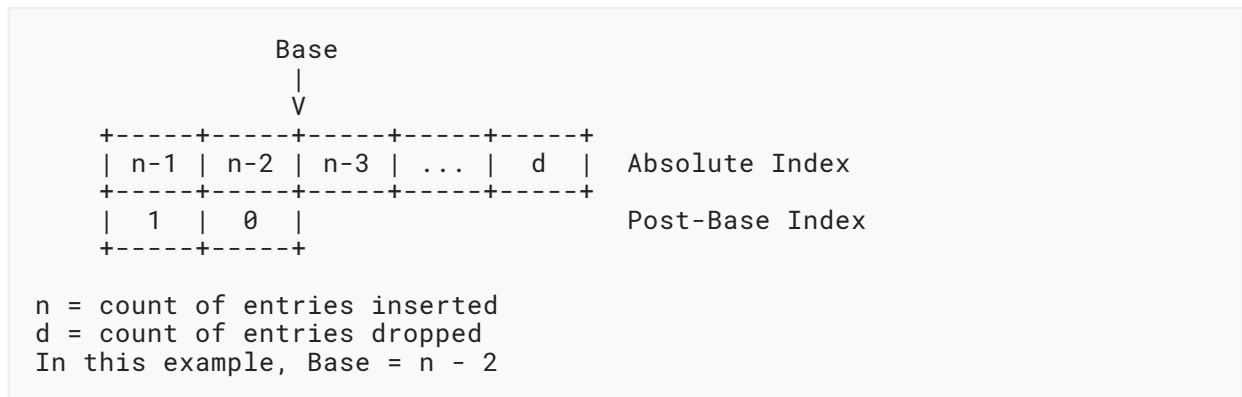 Base
                |
                V
    +-----+-----+-----+-----+-----+
    | n-1 | n-2 | n-3 | ... |  d  |  Absolute Index
    +-----+-----+-----+-----+-----+
    |  1  |  0  |                    Post-Base Index
    +-----+-----+

n = count of entries inserted
d = count of entries dropped
In this example, Base = n - 2